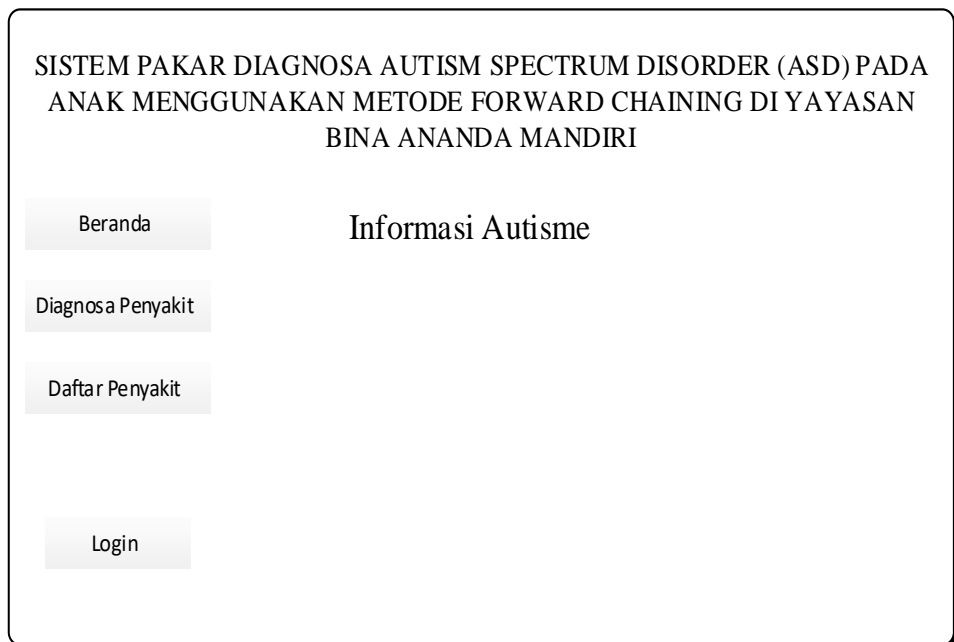 SISTEM PAKAR DIAGNOSA AUTISM SPECTRUM DISORDER (ASD) PADA
ANAK MENGGUNAKAN METODE FORWARD CHAINING DI YAYASAN
BINA ANANDA MANDIRI
Beranda
Informasi Autisme
Diagnosa Penyakit
Daftar Penyakit
Login